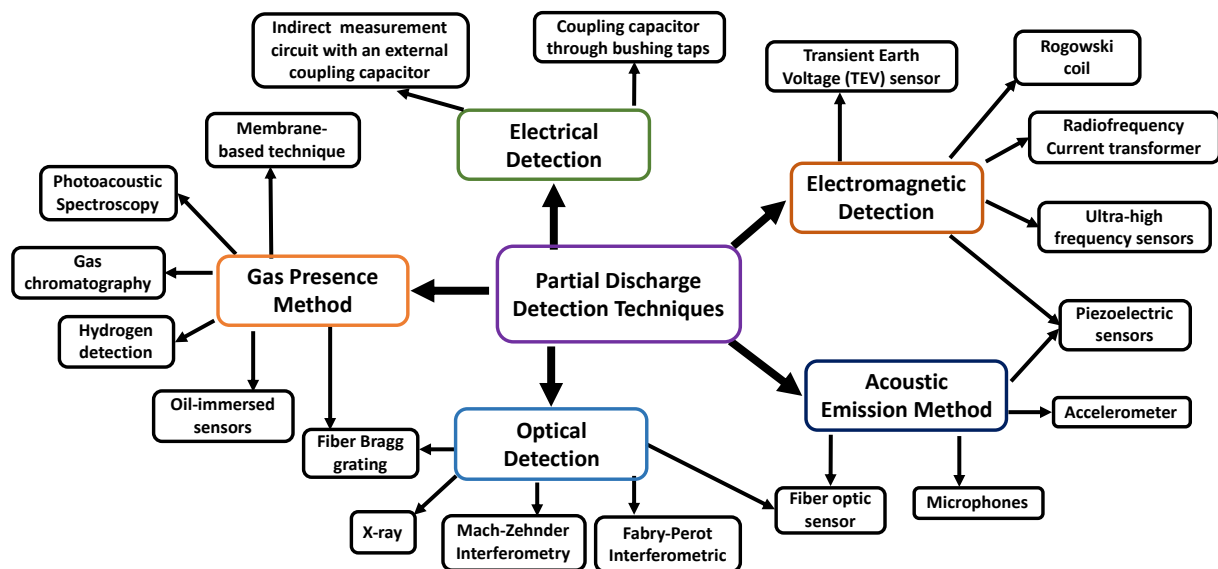 Indirect measurement
circuit with an external
coupling capacitor
Coupling capacitor
through bushing taps
Transient Earth
Voltage (TEV) sensor
Rogowski
coil
Membrane-
based technique
Electrical
Detection
Radiofrequency
Current transformer
Photoacoustic
Spectroscopy
Electromagnetic
Detection
Ultra-high
frequency sensors
Gas
chromatography
Gas Presence
Method
Partial Discharge
Detection Techniques
Hydrogen
detection
Piezoelectric
sensors
Oil-immersed
sensors
Acoustic
Emission Method
Accelerometer
Fiber Bragg
grating
Optical
Detection
X-ray
Mach-Zehnder
Interferometry
Fabry-Perot
Interferometric
Fiber optic
sensor
Microphones